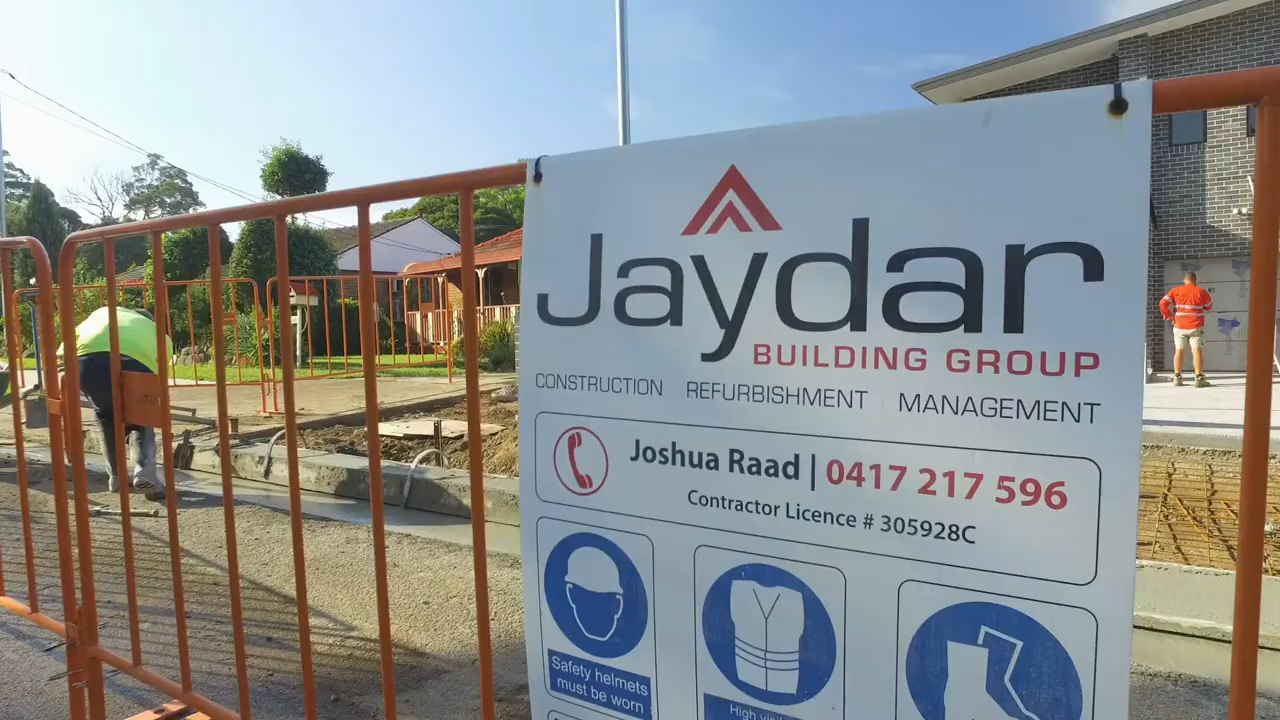 Jaydar
BUILDING GROUP
CONSTRUCTION REFURBISHMENT MANAGEMENT
Joshua Raad | 0417 217 596
Contractor Licence # 305928C
Safety helmets
must be worn
High